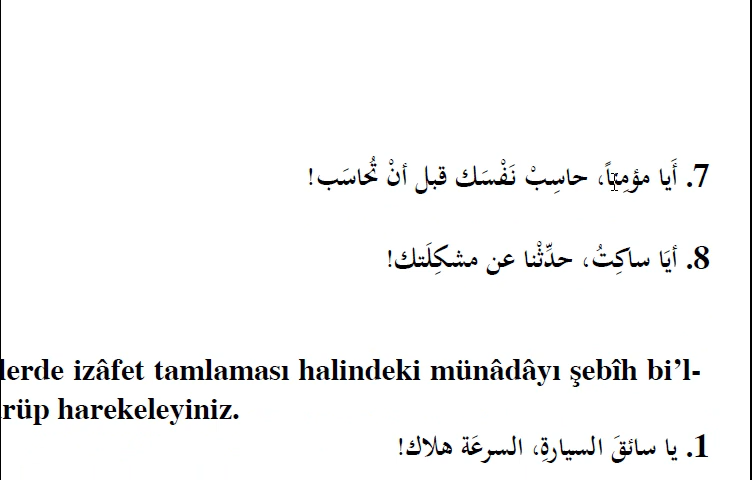 7. أَيا مؤمِناً، حاسِبْ نَفْسَك قبل أنْ تُحاسَب!
8. أيَا ساكِتُ، حدِّثْنا عن مشكِلَتك!
lerde izâfet tamlaması halindeki münâdâyı şebîh bi’l-
rüp harekeleyiniz.
1. يا سائقَ السيارةِ، السرعَة هلاك!